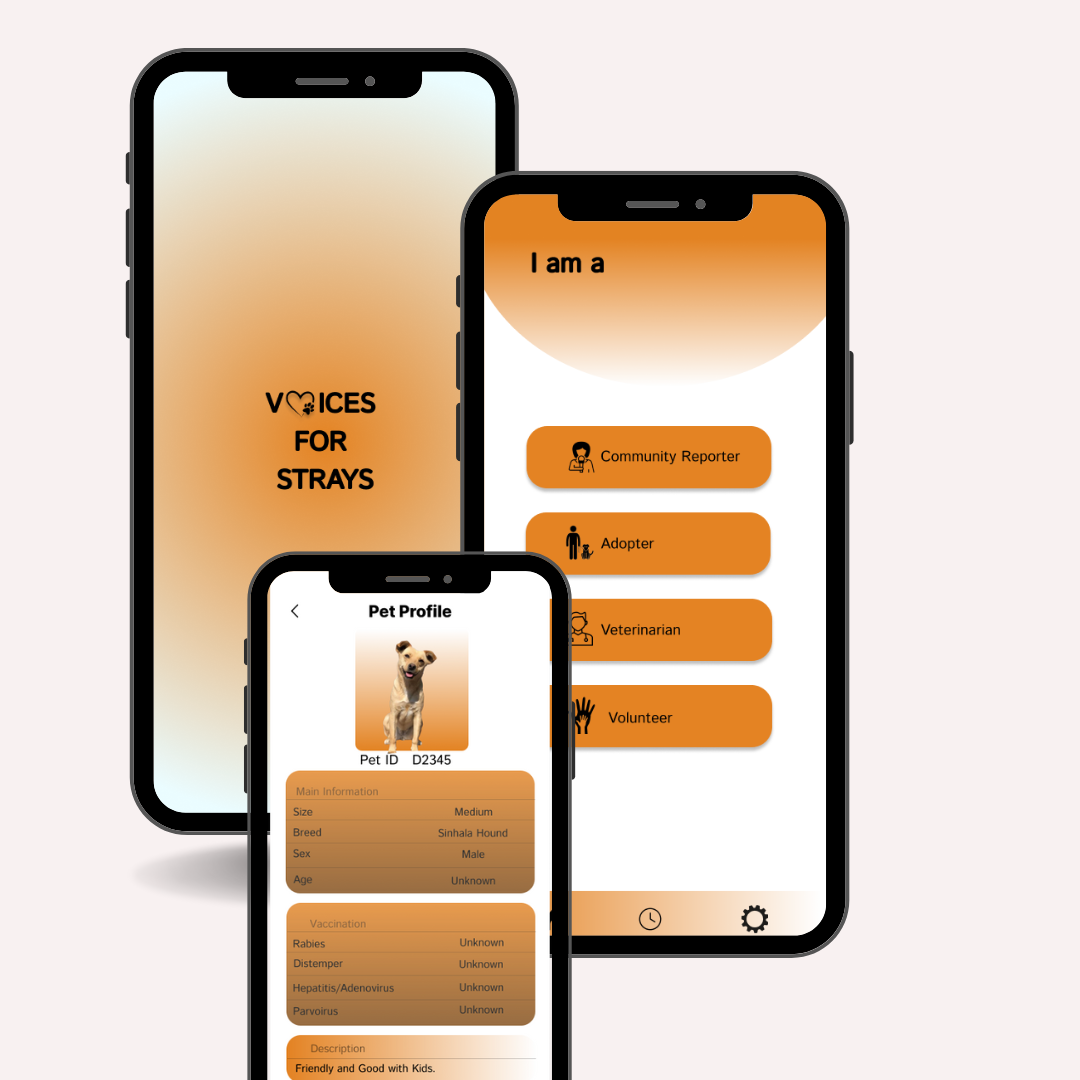 V ICES
FOR
STRAYS
I am a
Community Reporter
Adopter
Veterinarian
Volunteer
Pet Profile
Pet ID D2345
Main Information
Size Medium
Breed Sinhala Hound
Sex Male
Age Unknown
Vaccination
Rabies Unknown
Distemper Unknown
Hepatitis/Adenovirus Unknown
Parvoirus Unknown
Description
Friendly and Good with Kids.